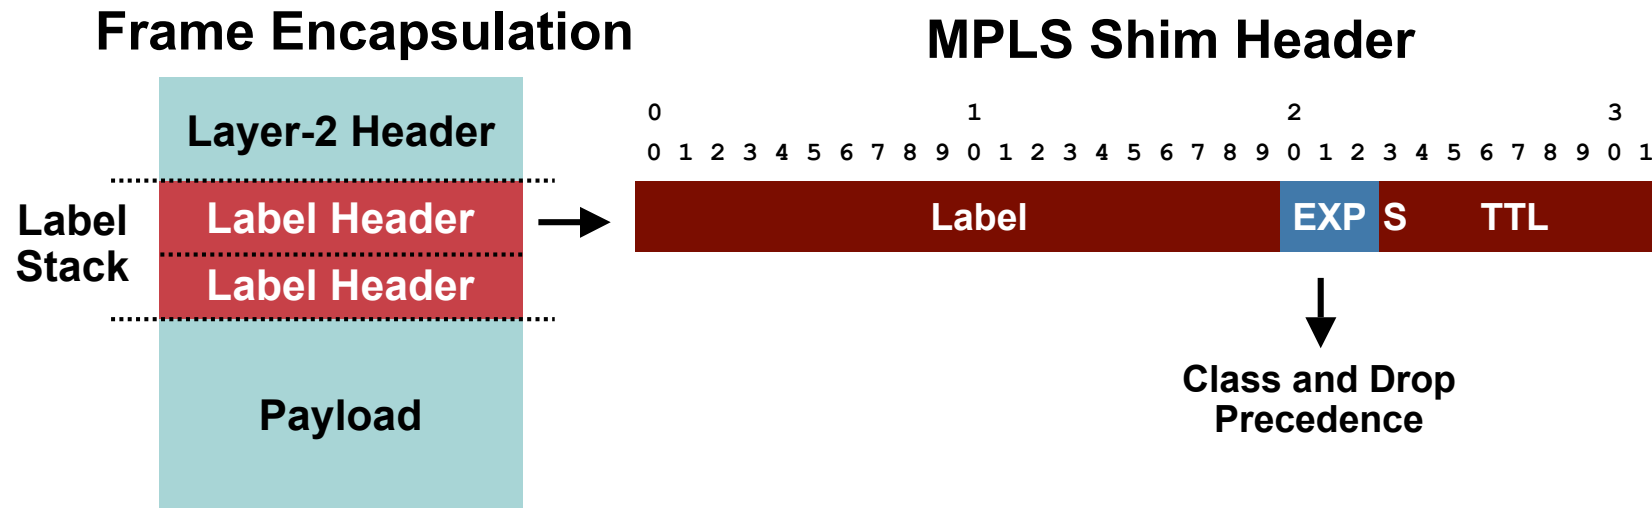 Frame Encapsulation
Layer-2 Header
Label
Stack
Label Header
Label Header
Payload
MPLS Shim Header
0 1 2 3
0 1 2 3 4 5 6 7 8 9 0 1 2 3 4 5 6 7 8 9 0 1 2 3 4 5 6 7 8 9 0 1
Label EXP S TTL
Class and Drop
Precedence